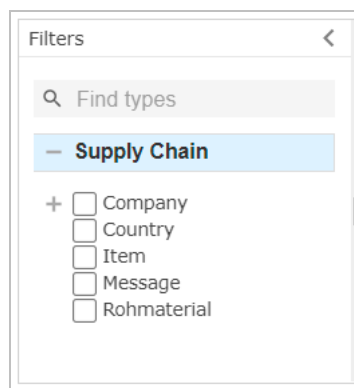 Filters
Find types
Supply Chain
Company
Country
Item
Message
Rohmaterial